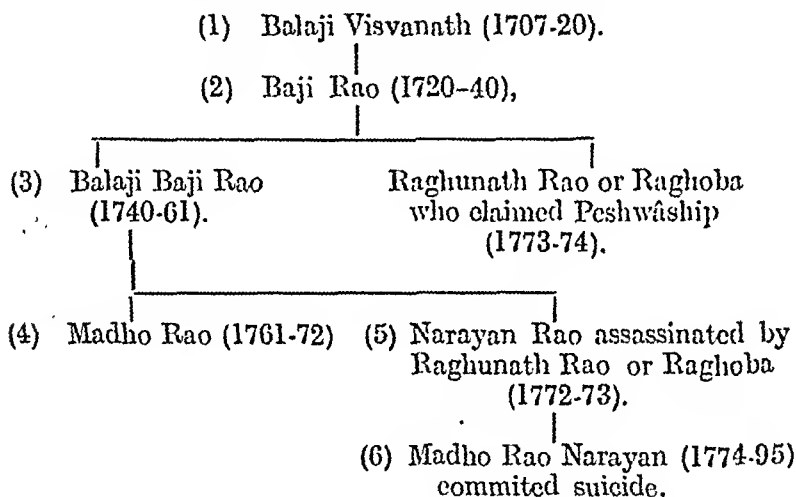 (1) Balaji Visvanath (1707-20).
(2) Baji Rao (1720-40),
(3) Balaji Baji Rao
(1740-61).
Raghunath Rao or Raghoba
who claimed Peshwâship
(1773-74).
(4) Madho Rao (1761-72)
(5) Narayan Rao assassinated by
Raghunath Rao or Raghoba
(1772-73).
(6) Madho Rao Narayan (1774-95)
commited suicide.